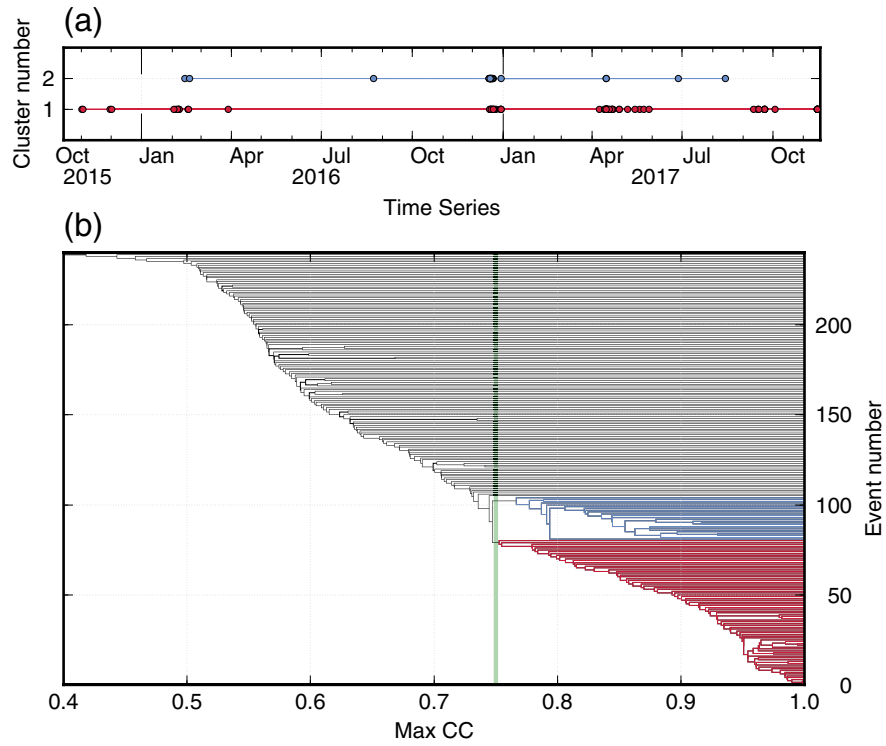 (a)
Cluster number
2
1
Oct Jan Apr Jul Oct Jan Apr Jul Oct
2015 2016 2017
Time Series
(b)
200
150
100
50
0
Event number
0.4 0.5 0.6 0.7 0.8 0.9 1.0
Max CC